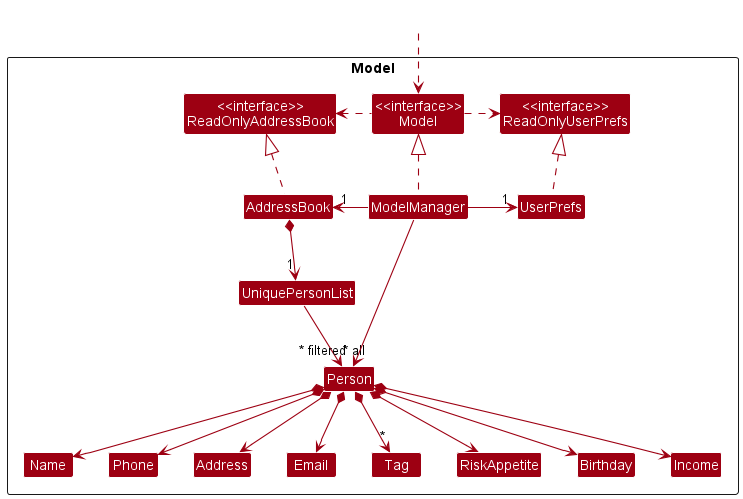 Model
<<interface>>
ReadOnlyAddressBook
<<interface>>
Model
<<interface>>
ReadOnlyUserPrefs
AddressBook
1
ModelManager
1
UserPrefs
1
UniquePersonList
* filtered
* all
Person
*
Name
Phone
Address
Email
Tag
RiskAppetite
Birthday
Income